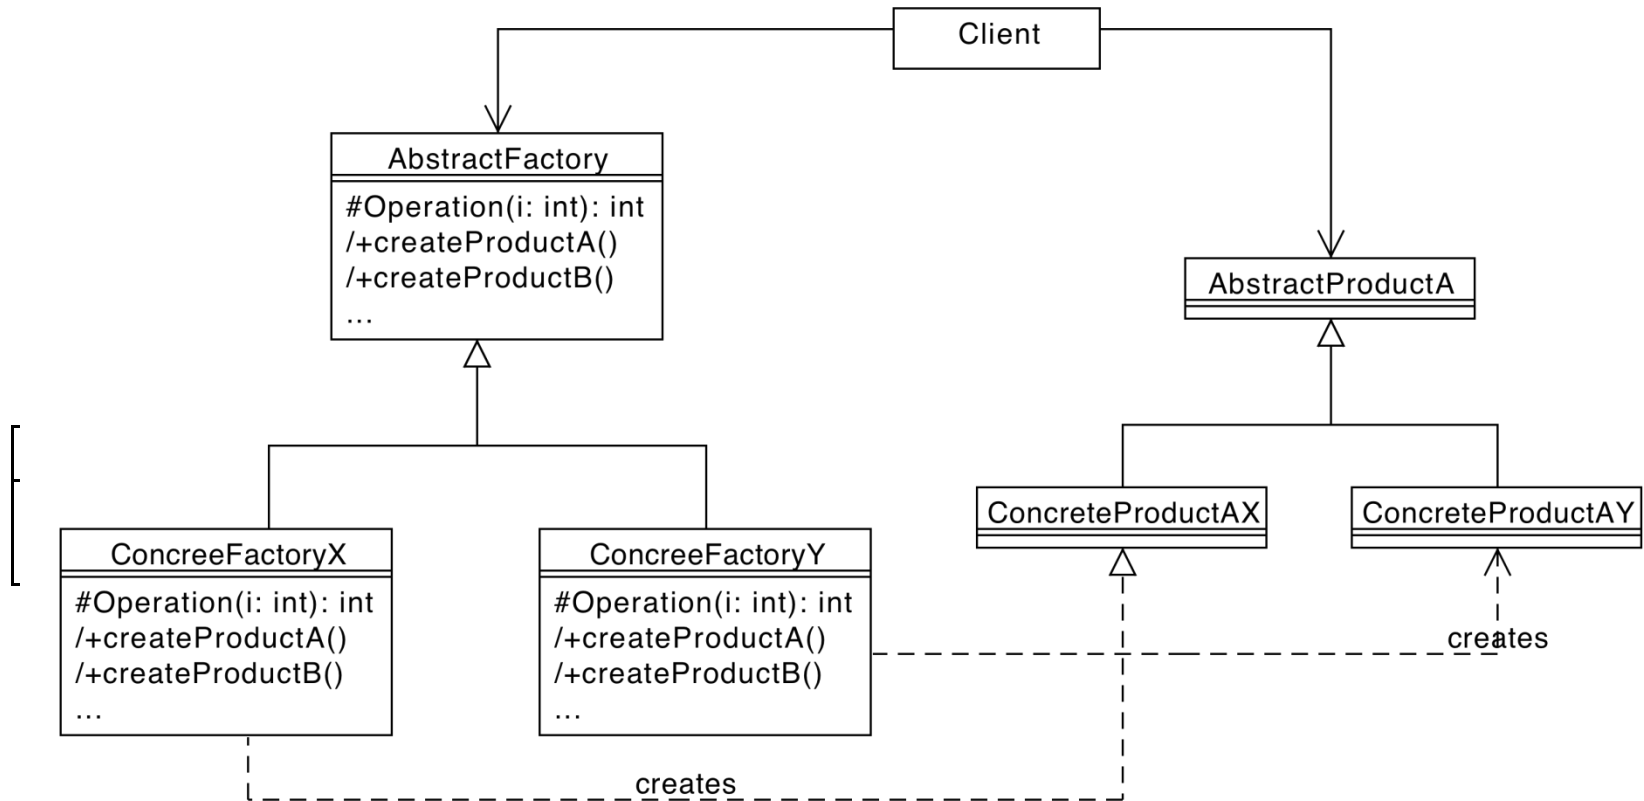 Client
AbstractFactory
#Operation(i: int): int
/+createProductA()
/+createProductB()
...
AbstractProductA
ConcreteProductAX
ConcreteProductAY
ConcreeFactoryX
#Operation(i: int): int
/+createProductA()
/+createProductB()
...
ConcreeFactoryY
#Operation(i: int): int
/+createProductA()
/+createProductB()
...
creates
creates